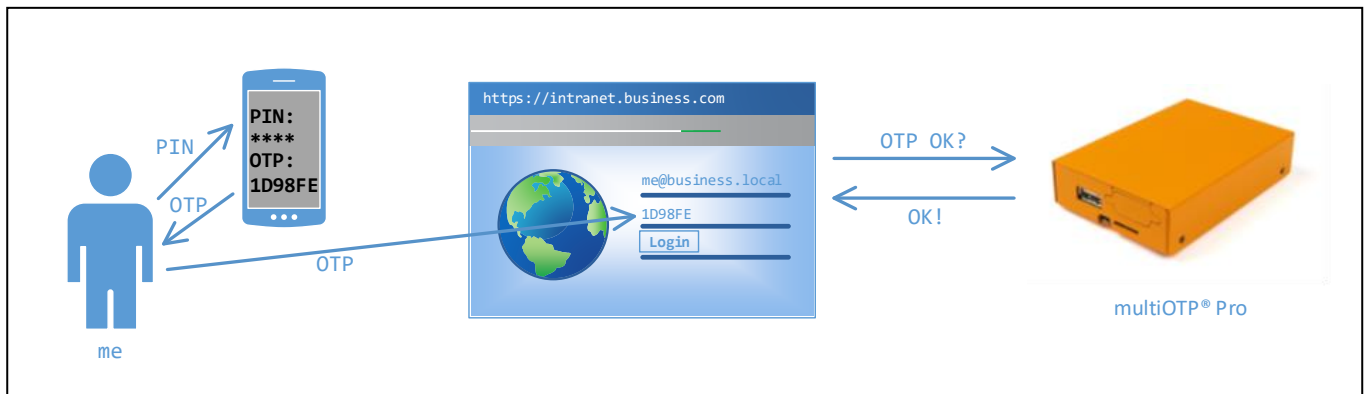 PIN
OTP
me
PIN:
****
OTP:
1D98FE
OTP
https://intranet.business.com
me@business.local
1D98FE
Login
OTP OK?
OK!
multiOTP® Pro